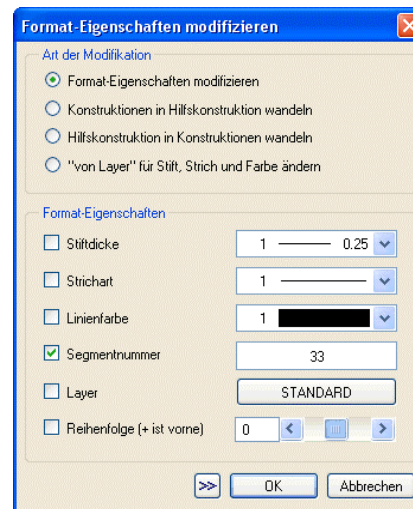 Format-Eigenschaften modifizieren
Art der Modifikation
Format-Eigenschaften modifizieren
Konstruktionen in Hilfskonstruktion wandeln
Hilfskonstruktion in Konstruktionen wandeln
"von Layer" für Stift, Strich und Farbe ändern
Format-Eigenschaften
Stiftdicke 1 0.25
Strichart 1
Linienfarbe 1
Segmentnummer 33
Layer STANDARD
Reihenfolge (+ ist vorne) 0
>> OK Abbrechen